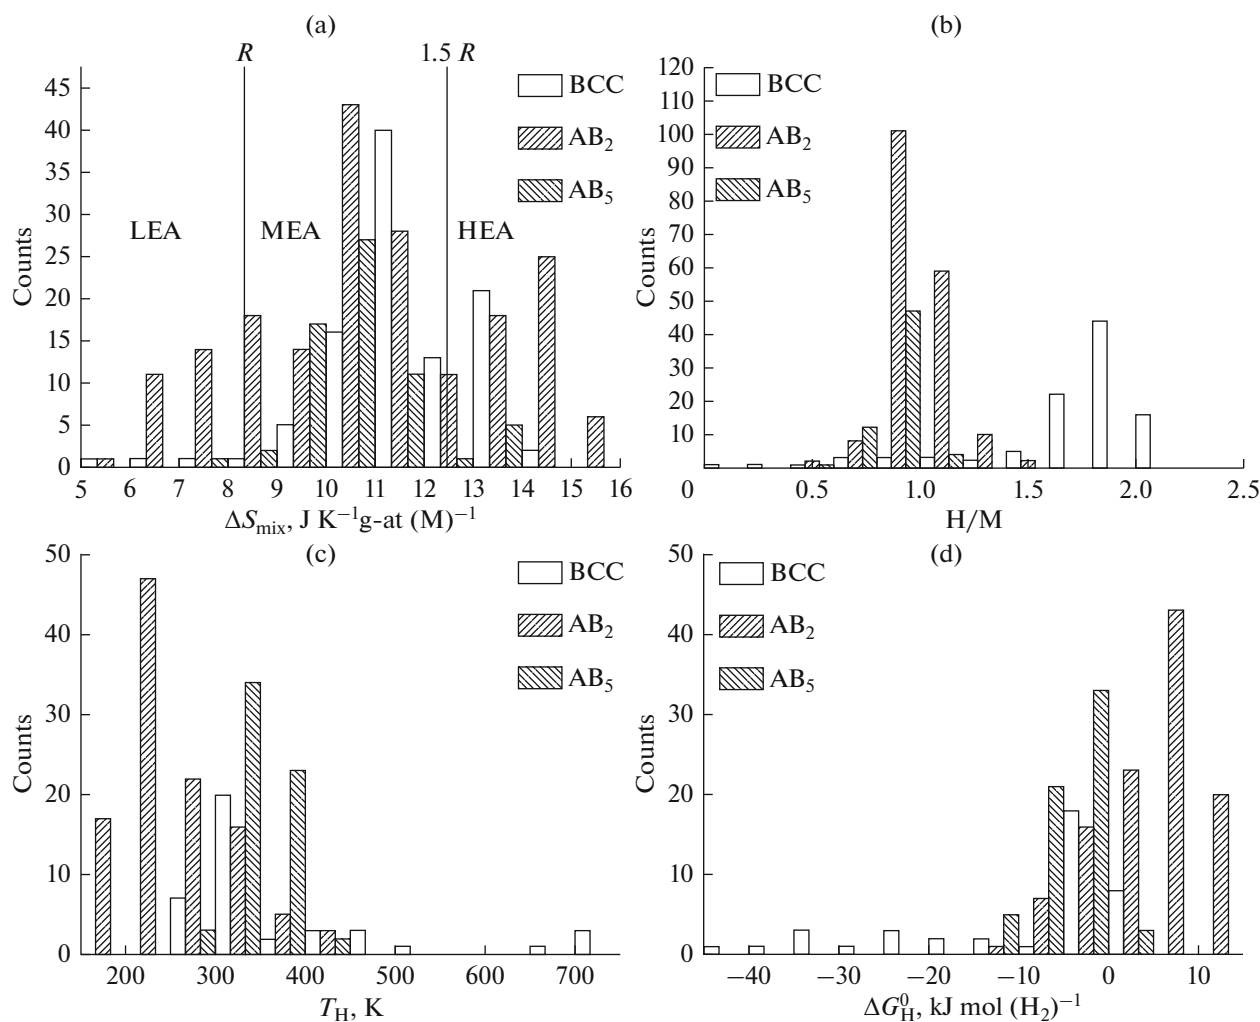 (a)
R 1.5 R
45
40
35
30
25
20
15
10
5
0
Counts
BCC
AB₂
AB₅
LEA MEA HEA
5 6 7 8 9 10 11 12 13 14 15 16
ΔS_mix, J K⁻¹g-at (M)⁻¹
(b)
120
110
100
90
80
70
60
50
40
30
20
10
0
Counts
BCC
AB₂
AB₅
0.5 1.0 1.5 2.0 2.5
H/M
(c)
50
40
30
20
10
0
Counts
BCC
AB₂
AB₅
200 300 400 500 600 700
T_H, K
(d)
50
40
30
20
10
0
Counts
BCC
AB₂
AB₅
−40 −30 −20 −10 0 10
ΔG⁰_H, kJ mol (H₂)⁻¹